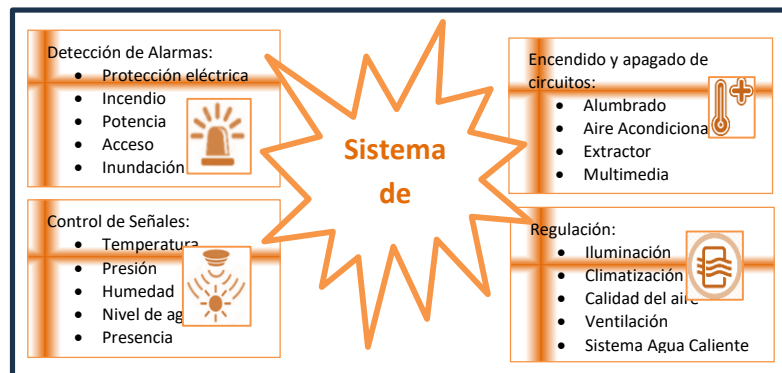 Detección de Alarmas:
• Protección eléctrica
• Incendio
• Potencia
• Acceso
• Inundación
Control de Señales:
• Temperatura
• Presión
• Humedad
• Nivel de
• Presencia
Sistema
de
Encendido y apagado de
circuitos:
• Alumbrado
• Aire
• Extractor
• Multimedia
Regulación:
• Iluminación
• Climatización
• Calidad del aire
• Ventilación
• Sistema Agua Caliente